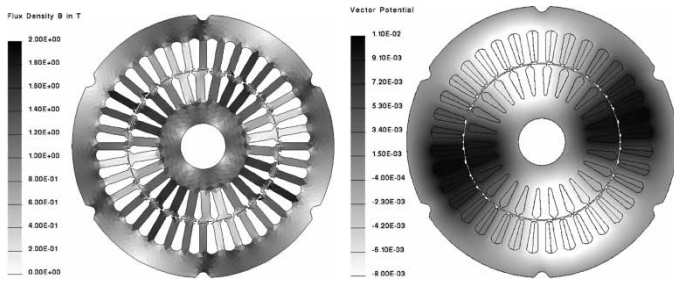 Flux Density B in T
2.00E+00
1.80E+00
1.60E+00
1.40E+00
1.20E+00
1.00E+00
8.00E-01
6.00E-01
4.00E-01
2.00E-01
0.00E+00
Vector Potential
1.10E-02
9.10E-03
7.20E-03
5.30E-03
3.40E-03
1.50E-03
-4.00E-04
-2.30E-03
-4.20E-03
-6.10E-03
-8.00E-03